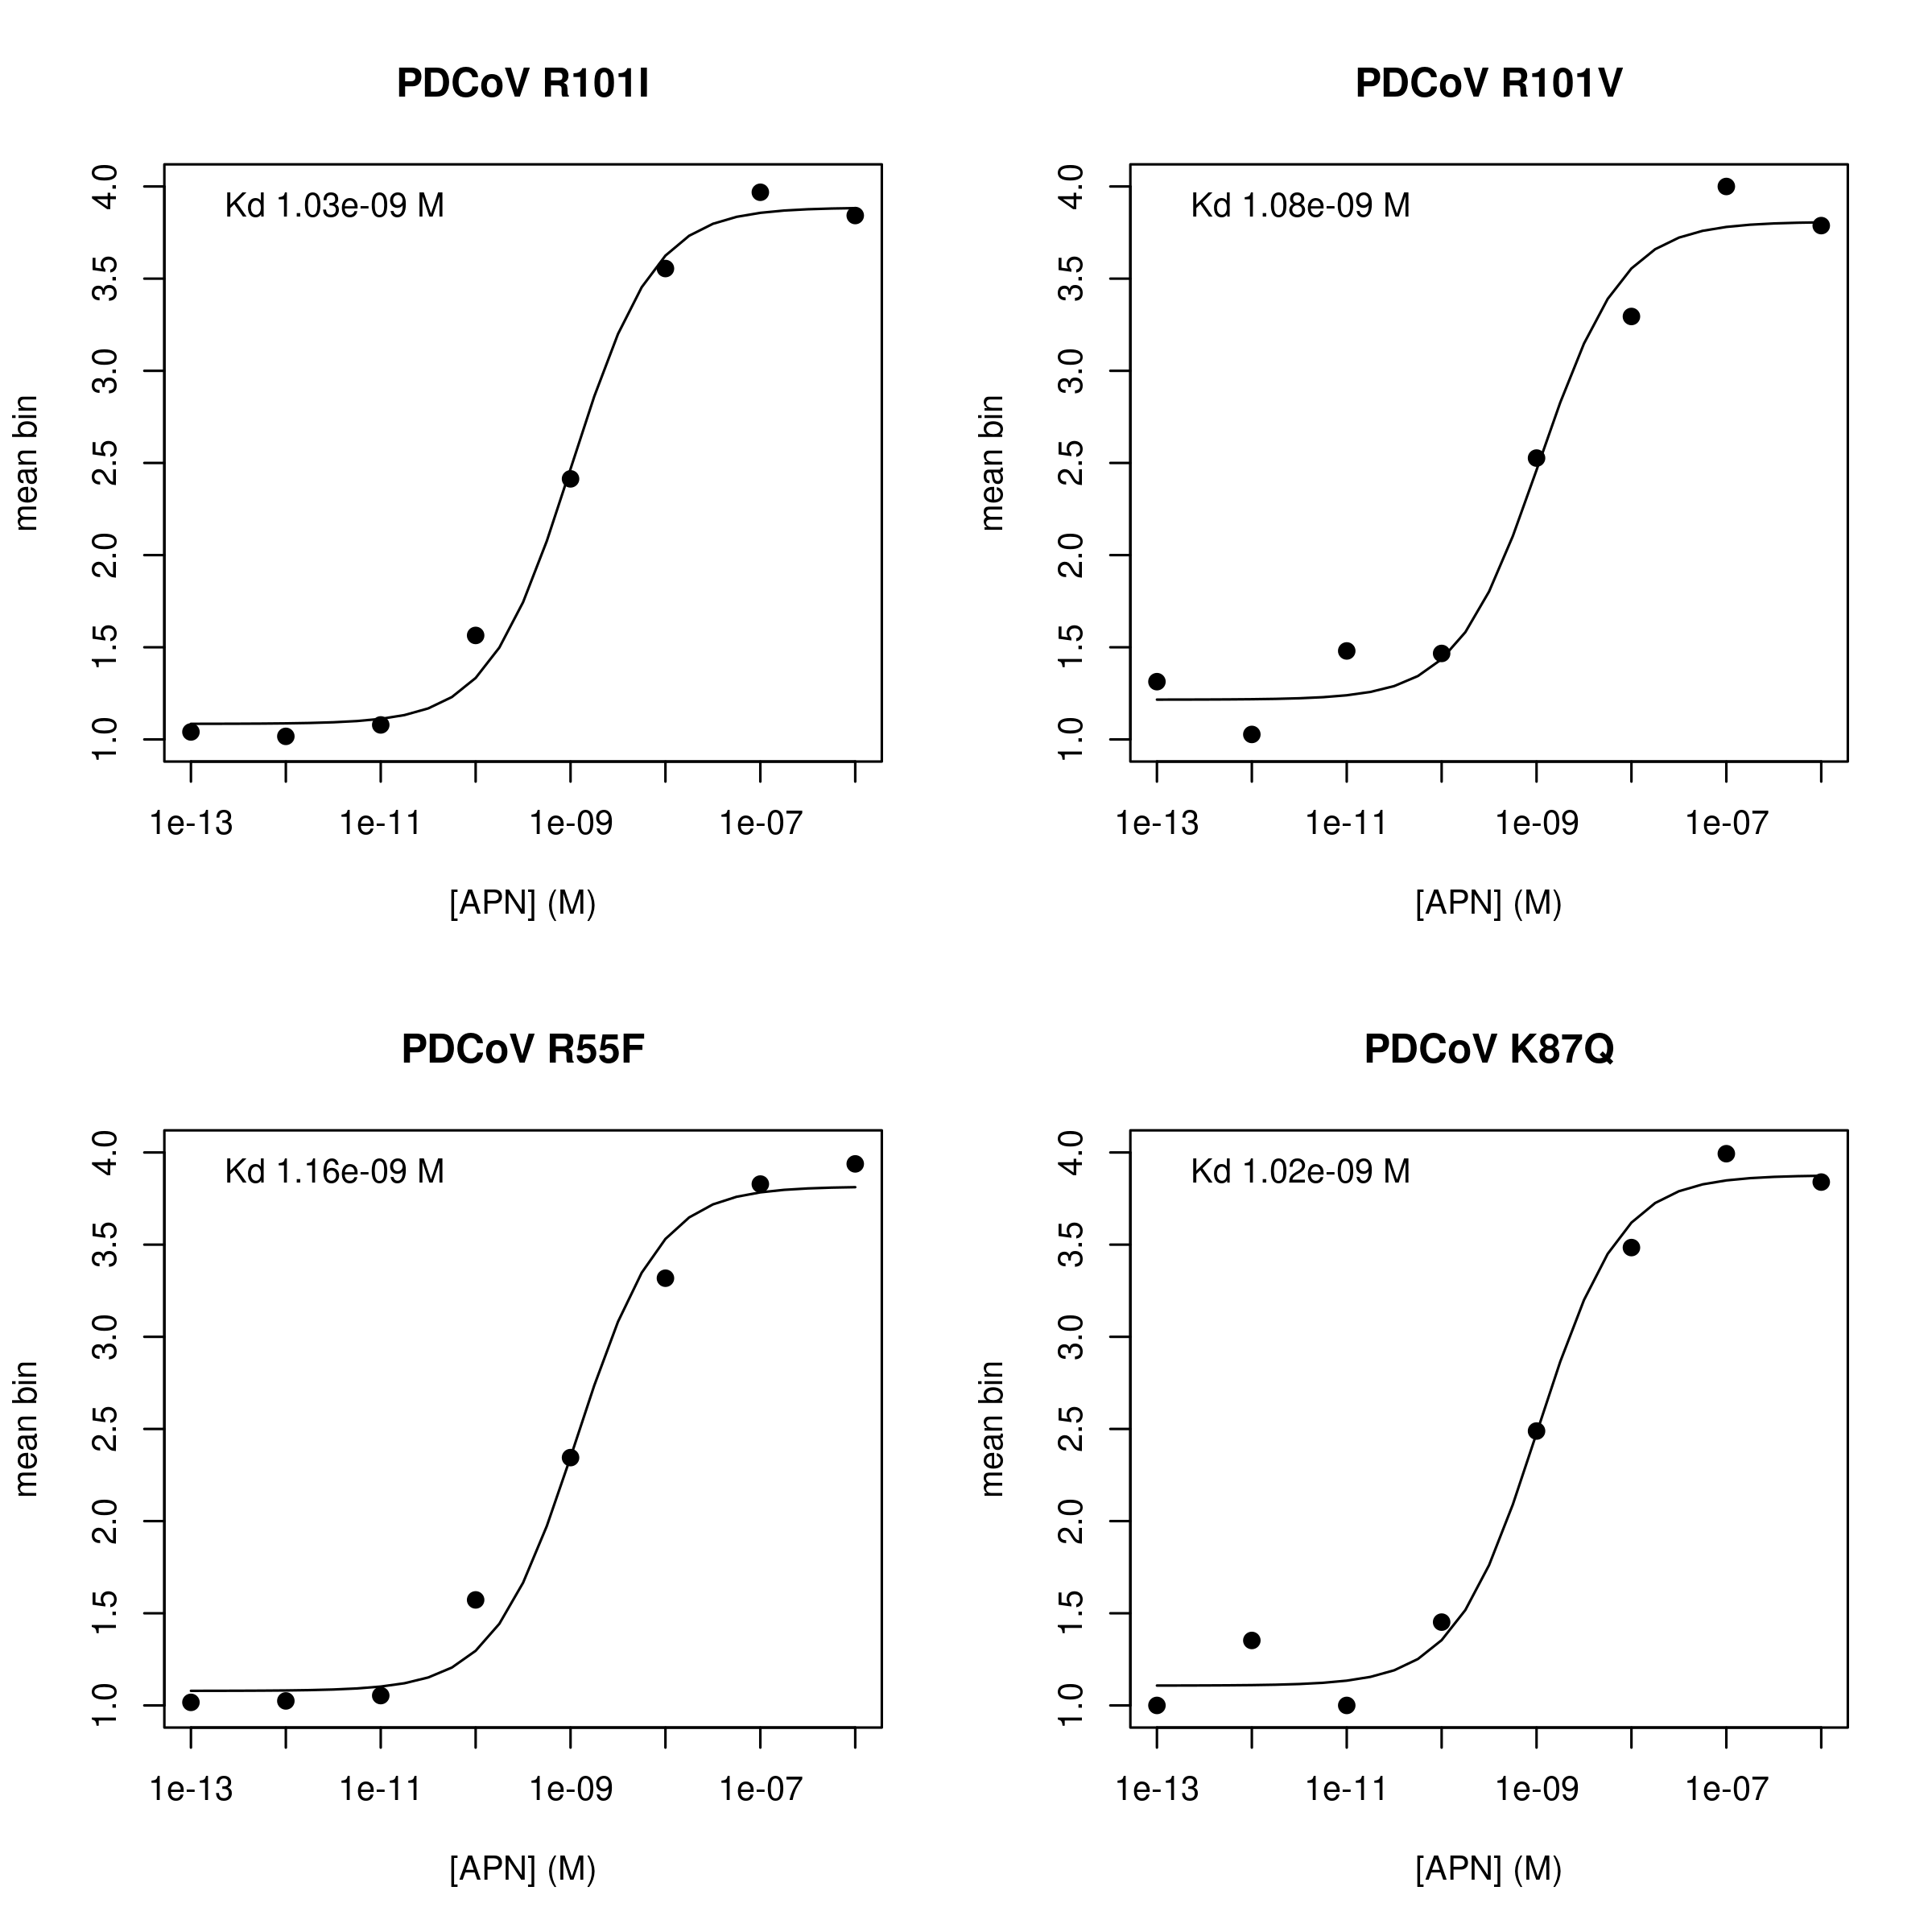 PDCoV R101I
Kd 1.03e-09 M
mean bin
4.0
3.5
3.0
2.5
2.0
1.5
1.0
1e-13 1e-11 1e-09 1e-07
[APN] (M)
PDCoV R101V
Kd 1.08e-09 M
mean bin
4.0
3.5
3.0
2.5
2.0
1.5
1.0
1e-13 1e-11 1e-09 1e-07
[APN] (M)
PDCoV R55F
Kd 1.16e-09 M
mean bin
4.0
3.5
3.0
2.5
2.0
1.5
1.0
1e-13 1e-11 1e-09 1e-07
[APN] (M)
PDCoV K87Q
Kd 1.02e-09 M
mean bin
4.0
3.5
3.0
2.5
2.0
1.5
1.0
1e-13 1e-11 1e-09 1e-07
[APN] (M)